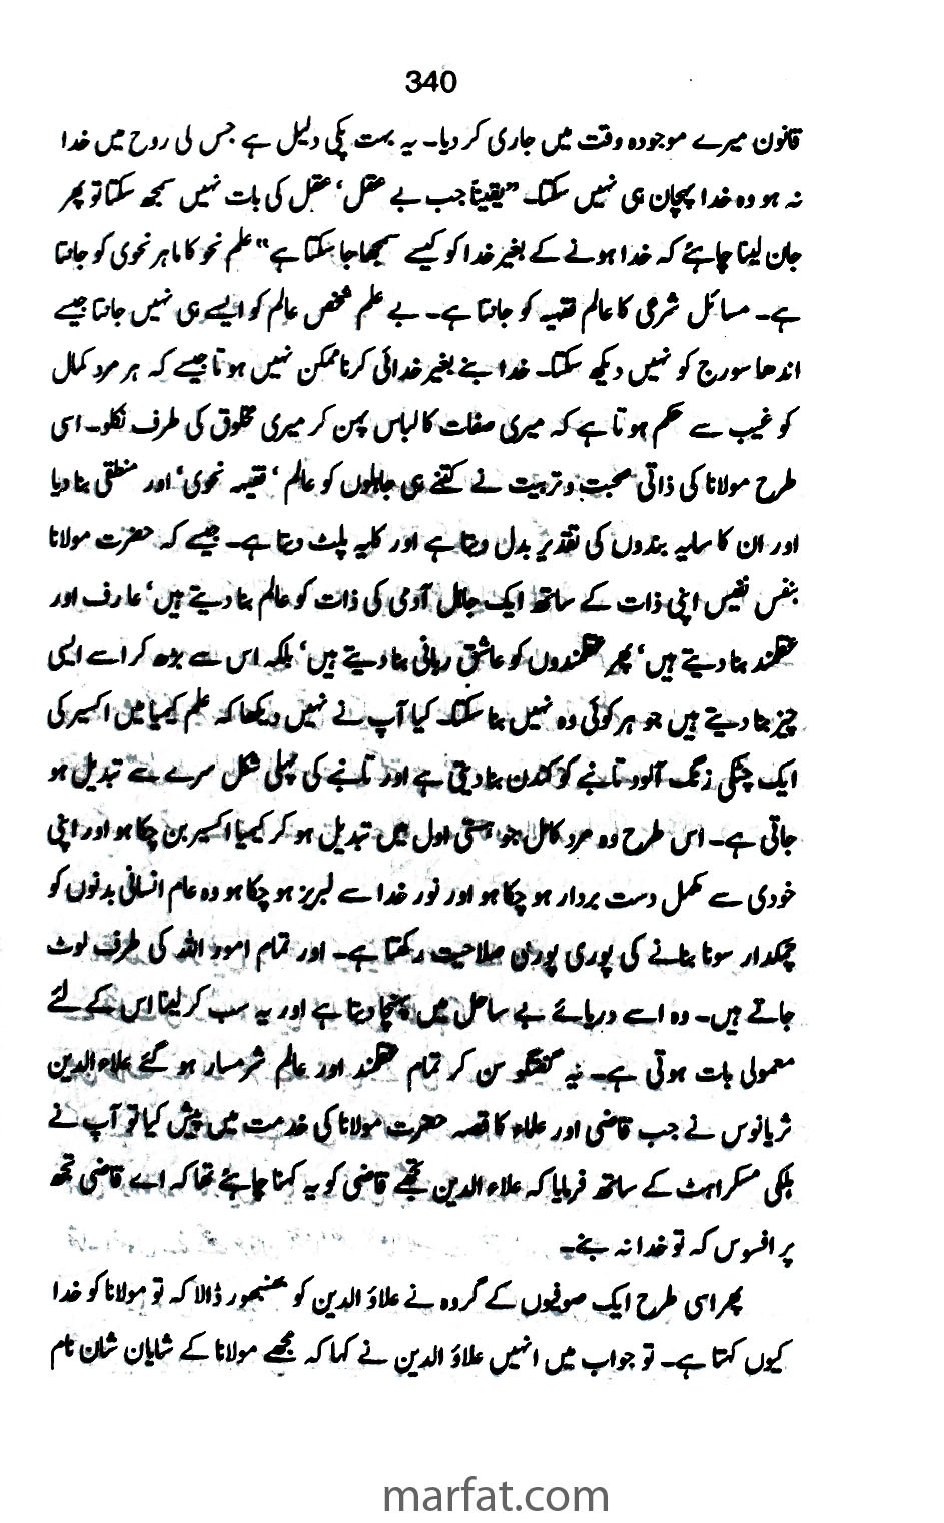 340
قانون میرے موجودہ وقت میں جاری کر دیا۔ یہ بہت پکی دلیل ہے جس کی روح میں خدا
نہ ہو وہ خدا پہچان ہی نہیں سکتا۔ ”یقیناً جب بے عقل‘ عقل کی بات نہیں سمجھ سکتا تو پھر
جان لینا چاہئے کہ خدا ہونے کے بغیر خدا کو کیسے سمجھا جا سکتا ہے“ علم نحو کا ماہر نحوی کو جانتا
ہے۔ مسائل شرعی کا عالم فقیہہ کو جانتا ہے۔ بے علم شخص عالم کو ایسے ہی نہیں جانتا جیسے
اندھا سورج کو نہیں دیکھ سکتا۔ خدا بنے بغیر خدائی کرنا ممکن نہیں ہوتا جیسے کہ ہر مرد کمال
کو غیب سے حکم ہوتا ہے کہ میری صفات کا لباس پہن کر میری مخلوق کی طرف نکلو۔ اسی
طرح مولانا کی ذاتی صحبت و تربیت نے کتنے ہی جاہلوں کو عالم‘ فقیہہ نحوی‘ اور منطقی بنا دیا
اور ان کا سایہ بندوں کی تقدیر بدل دیتا ہے اور کلیہ پلٹ دیتا ہے۔ جیسے کہ حضرت مولانا
بنفس نفیس اپنی ذات کے ساتھ ایک جاہل آدمی کی ذات کو عالم بنا دیتے ہیں‘ عارف اور
عقلمند بنا دیتے ہیں‘ پھر عقلمندوں کو عاشق ربانی بنا دیتے ہیں‘ بلکہ اس سے بڑھ کر اسے ایسی
چیز بنا دیتے ہیں جو ہر کوئی وہ نہیں بنا سکتا۔ کیا آپ نے نہیں دیکھا کہ علم کیمیا میں اکسیر کی
ایک چٹکی زنگ آلود تانبے کو کندن بنا دیتی ہے اور تانبے کی پہلی شکل سرے سے تبدیل ہو
جاتی ہے۔ اس طرح وہ مرد کامل جو ہستی اول میں تبدیل ہو کر کیمیا اکسیر بن چکا ہو اور اپنی
خودی سے مکمل دست بردار ہو چکا ہو اور نور خدا سے لبریز ہو چکا ہو وہ عام انسانی بدنوں کو
چمکدار سونا بنانے کی پوری پوری صلاحیت رکھتا ہے۔ اور تمام امور اللہ کی طرف لوٹ
جاتے ہیں۔ وہ اسے دریائے بے ساحل میں پہنچا دیتا ہے اور یہ سب کر لینا اس کے لئے
معمولی بات ہوتی ہے۔ یہ گفتگو سن کر تمام عقلمند اور عالم شرمسار ہو گئے علاء الدین
ثریانوس نے جب قاضی اور علماء کا قصہ حضرت مولانا کی خدمت میں پیش کیا تو آپ نے
ہلکی مسکراہٹ کے ساتھ فرمایا کہ علاء الدین تجھے قاضی کو یہ کہنا چاہئے تھا کہ اے قاضی تجھ
پر افسوس کہ تو خدا نہ بنے۔
پھر اسی طرح ایک صوفیوں کے گروہ نے علاؤ الدین کو جھنجھور ڈالا کہ تو مولانا کو خدا
کیوں کہتا ہے۔ تو جواب میں انہیں علاؤ الدین نے کہا کہ مجھے مولانا کے شایان شان نام
marfat.com